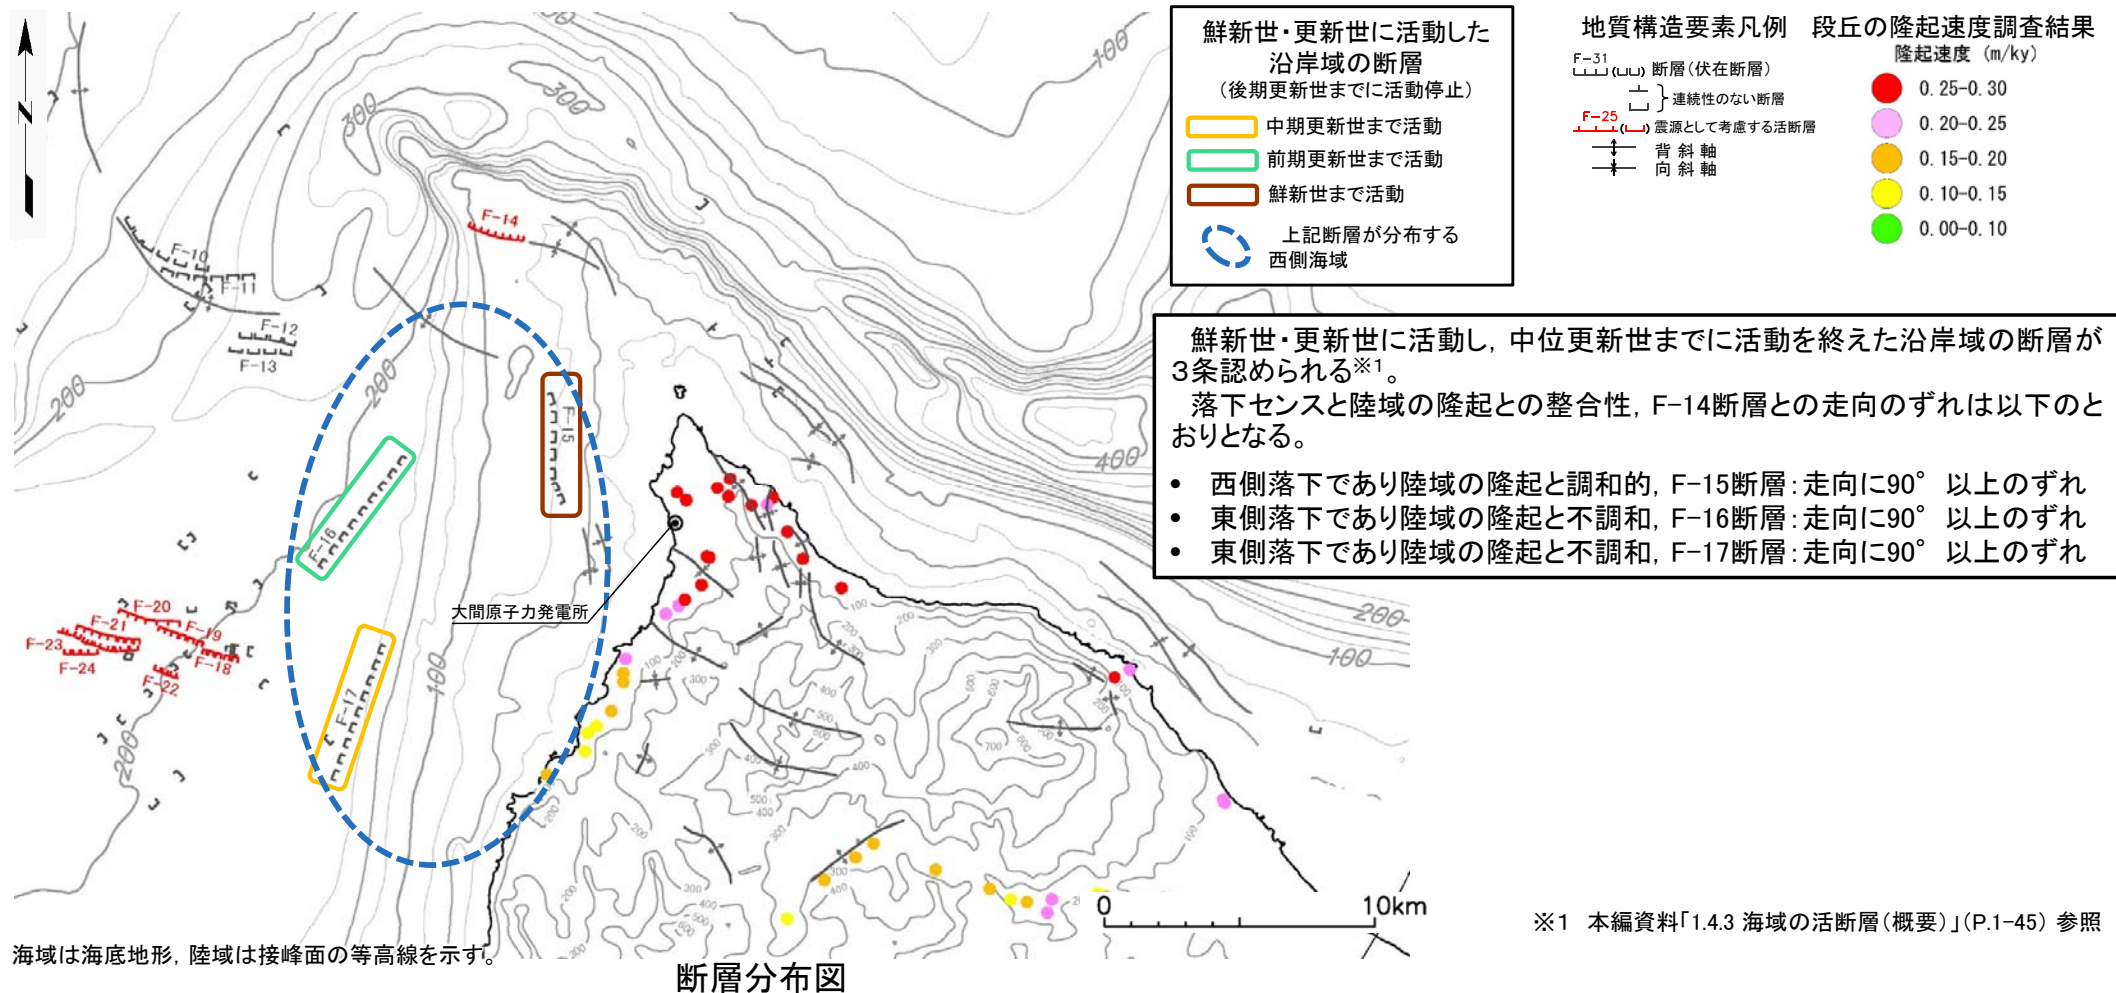 鮮新世・更新世に活動した
沿岸域の断層
(後期更新世までに活動停止)
中期更新世まで活動
前期更新世まで活動
鮮新世まで活動
上記断層が分布する
西側海域
地質構造要素凡例
F-31
断層(伏在断層)
連続性のない断層
F-25
震源として考慮する活断層
背斜軸
向斜軸
段丘の隆起速度調査結果
隆起速度 (m/ky)
0.25-0.30
0.20-0.25
0.15-0.20
0.10-0.15
0.00-0.10
鮮新世・更新世に活動し, 中位更新世までに活動を終えた沿岸域の断層が
3条認められる※1。
落下センスと陸域の隆起との整合性, F-14断層との走向のずれは以下のと
おりとなる。
• 西側落下であり陸域の隆起と調和的, F-15断層:走向に90° 以上のずれ
• 東側落下であり陸域の隆起と不調和, F-16断層:走向に90° 以上のずれ
• 東側落下であり陸域の隆起と不調和, F-17断層:走向に90° 以上のずれ
N
200
300
300
100
F-14
F-10
F-11
F-12
F-13
200
200
F-15
400
F-16
大間原子力発電所
200
100
F-20
F-21
F-19
F-23
F-18
F-24
F-22
F-17
100
200
0
10km
※1 本編資料「1.4.3 海域の活断層(概要)」(P.1-45) 参照
海域は海底地形, 陸域は接峰面の等高線を示す。
断層分布図